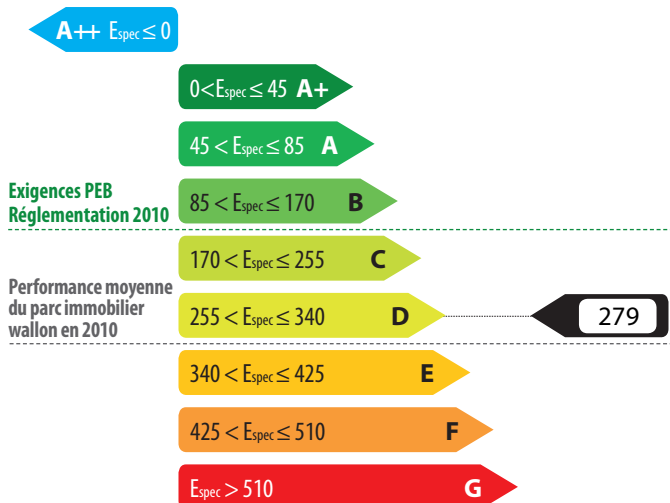 A++ Espec ≤ 0
0<Espec ≤ 45 A+
45 < Espec ≤ 85 A
Exigences PEB
Réglementation 2010
85 < Espec ≤ 170 B
170 < Espec ≤ 255 C
Performance moyenne
du parc immobilier
wallon en 2010
255 < Espec ≤ 340 D
279
340 < Espec ≤ 425 E
425 < Espec ≤ 510 F
Espec > 510 G